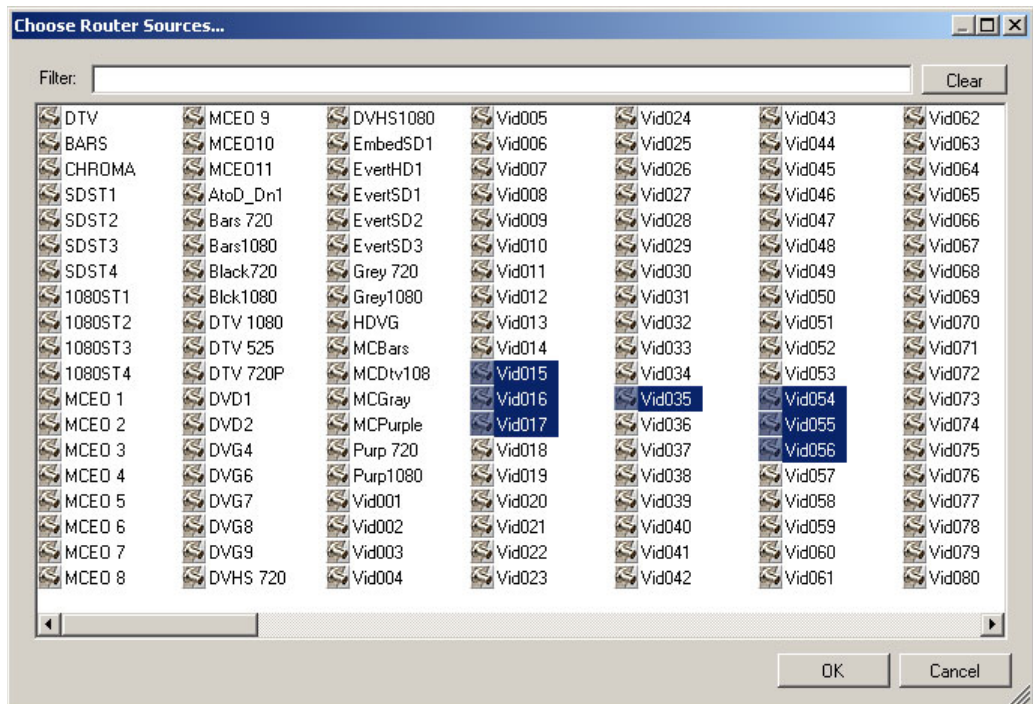 Choose Router Sources...
Filter:
Clear
DTV
BARS
CHROMA
SDST1
SDST2
SDST3
SDST4
1080ST1
1080ST2
1080ST3
1080ST4
MCEO 1
MCEO 2
MCEO 3
MCEO 4
MCEO 5
MCEO 6
MCEO 7
MCEO 8
MCEO 9
MCEO10
MCEO11
AtoD_Dn1
Bars 720
Bars1080
Black720
Blck1080
DTV 1080
DTV 525
DTV 720P
DVD1
DVD2
DVG4
DVG6
DVG7
DVG8
DVG9
DVHS 720
DVHS1080
EmbedSD1
EvertHD1
EvertSD1
EvertSD2
EvertSD3
Grey 720
Grey1080
HDVG
MCBars
MCDtv108
MCGray
MCPurple
Purp 720
Purp1080
Vid001
Vid002
Vid003
Vid004
Vid005
Vid006
Vid007
Vid008
Vid009
Vid010
Vid011
Vid012
Vid013
Vid014
Vid015
Vid016
Vid017
Vid018
Vid019
Vid020
Vid021
Vid022
Vid023
Vid024
Vid025
Vid026
Vid027
Vid028
Vid029
Vid030
Vid031
Vid032
Vid033
Vid034
Vid035
Vid036
Vid037
Vid038
Vid039
Vid040
Vid041
Vid042
Vid043
Vid044
Vid045
Vid046
Vid047
Vid048
Vid049
Vid050
Vid051
Vid052
Vid053
Vid054
Vid055
Vid056
Vid057
Vid058
Vid059
Vid060
Vid061
Vid062
Vid063
Vid064
Vid065
Vid066
Vid067
Vid068
Vid069
Vid070
Vid071
Vid072
Vid073
Vid074
Vid075
Vid076
Vid077
Vid078
Vid079
Vid080
OK
Cancel